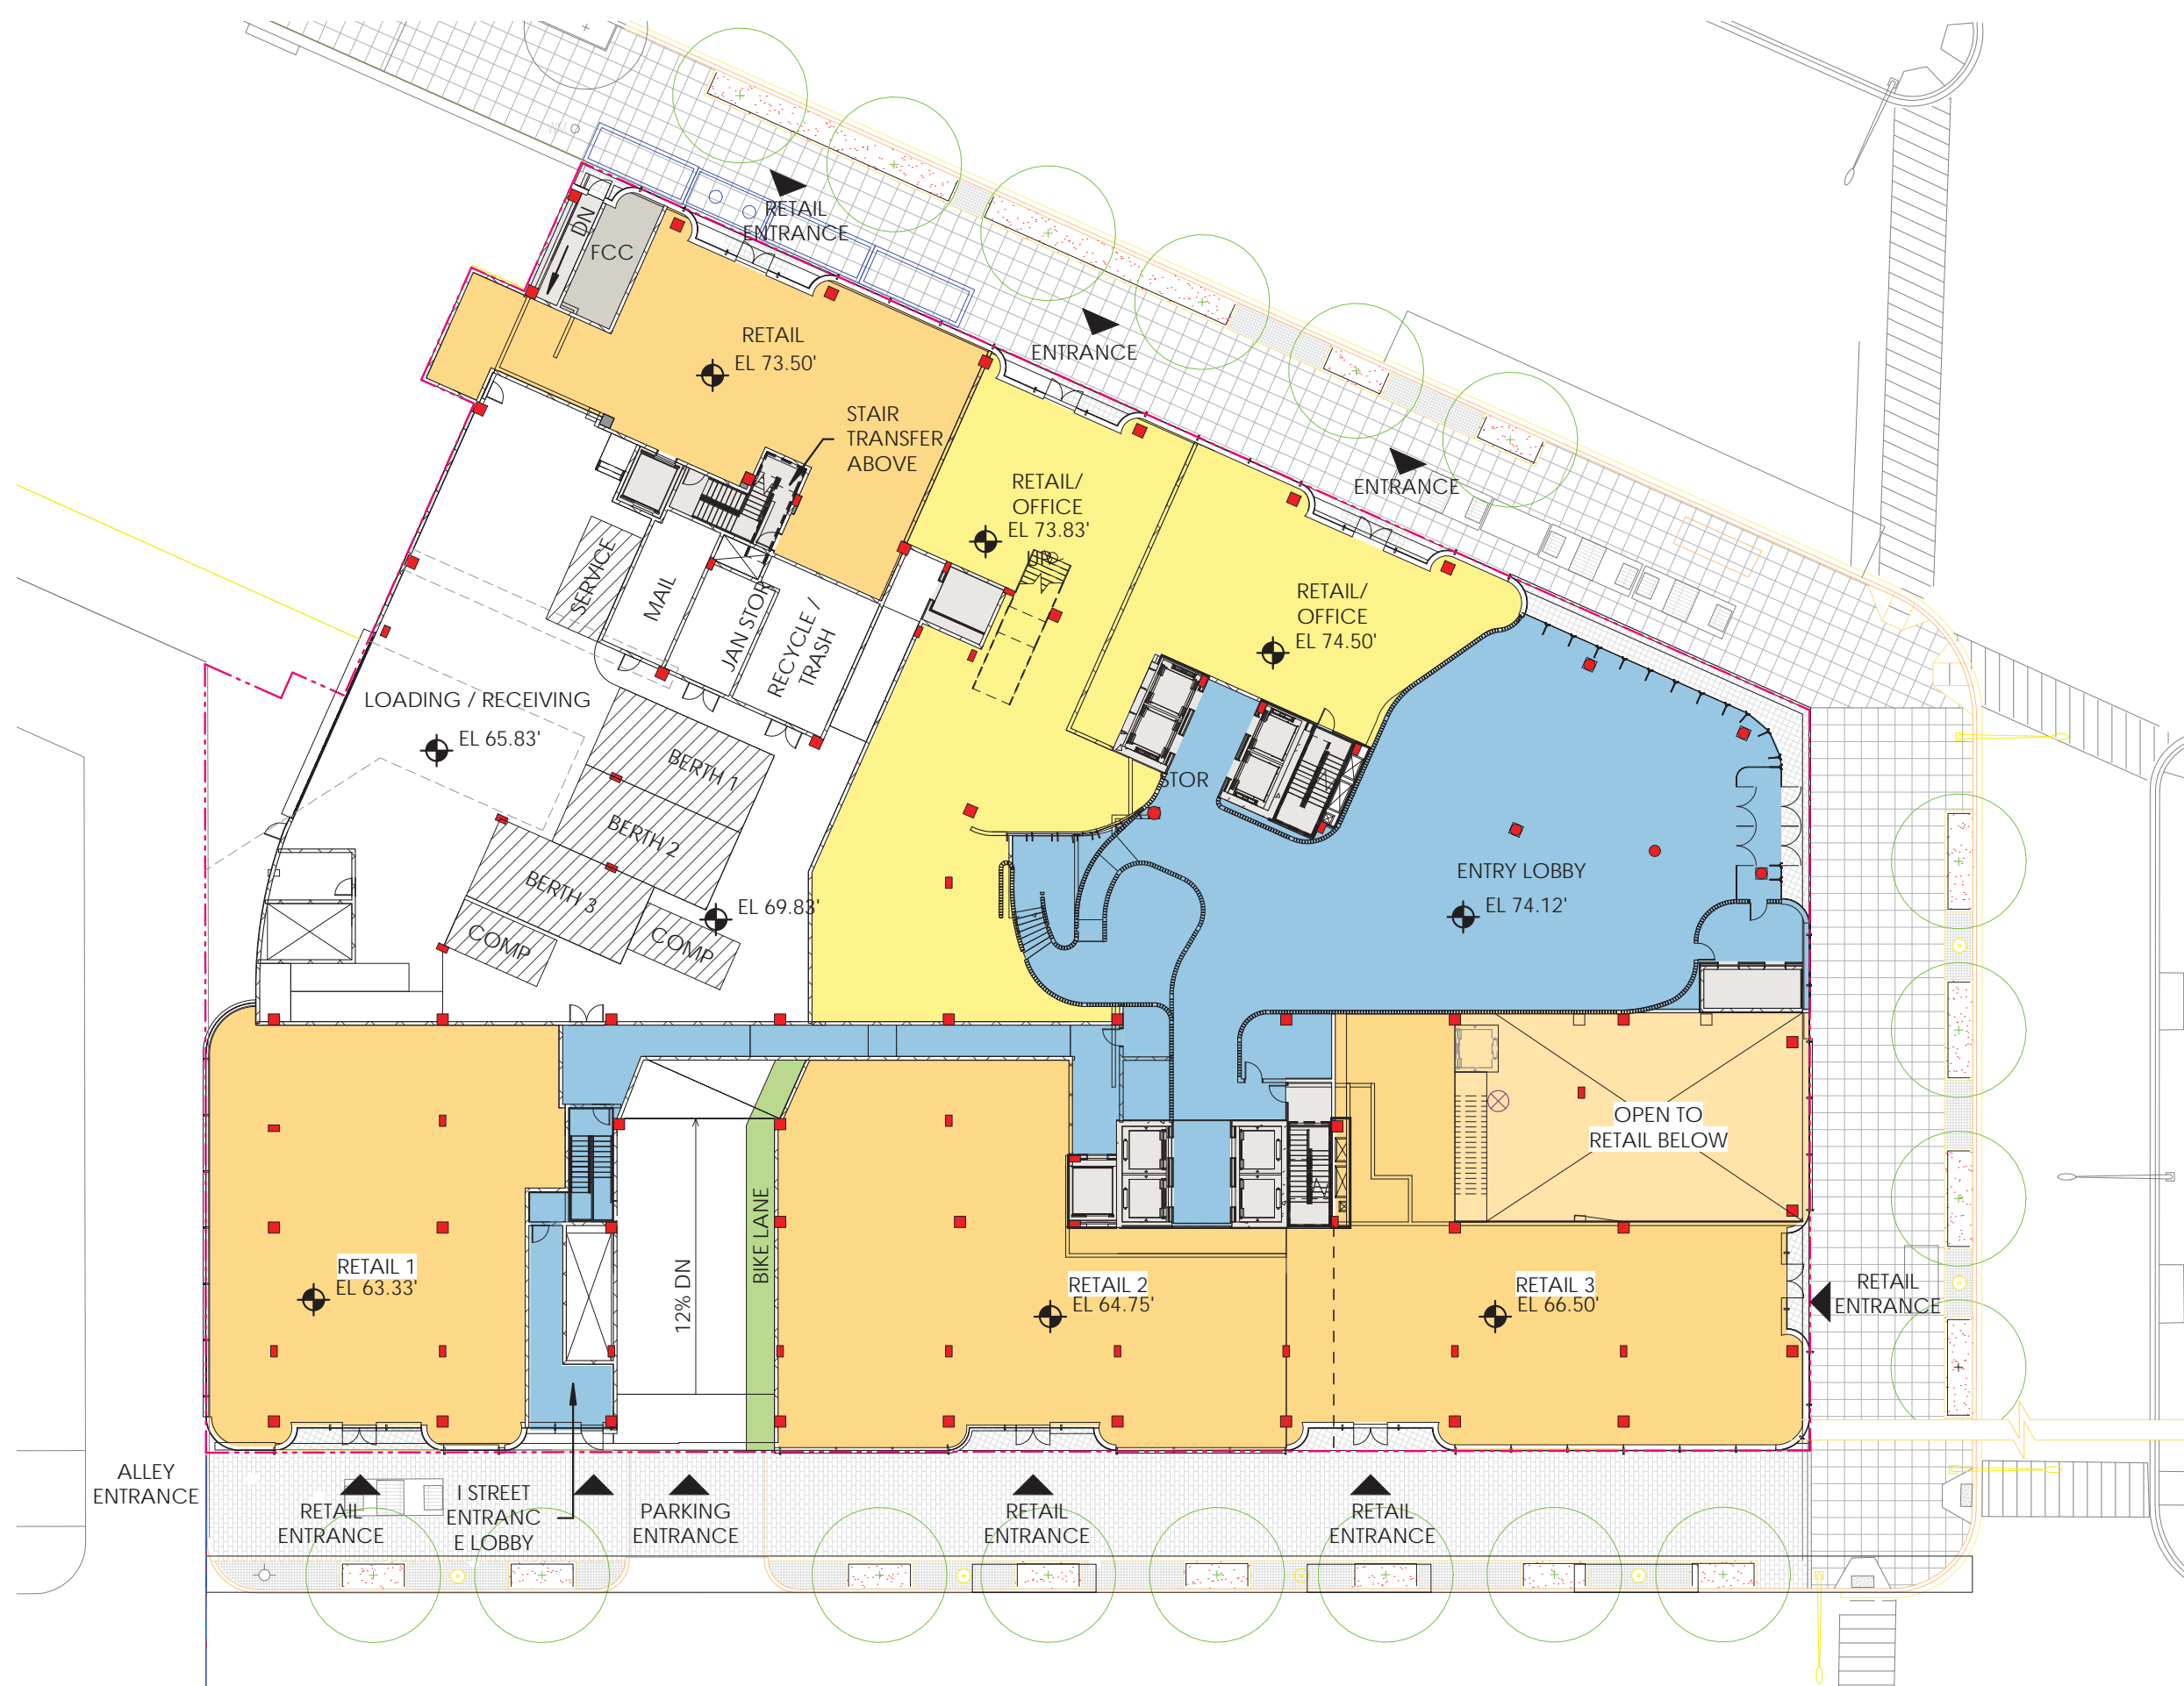 WM
RETAIL
ENTRANCE
DN
FCC
RETAIL
EL 73.50'
ENTRANCE
STAIR
TRANSFER
ABOVE
RETAIL/
OFFICE
EL 73.83'
UP
ENTRANCE
SERVICE
MAIL
JAN STOR
RECYCLE /
TRASH
RETAIL/
OFFICE
EL 74.50'
LOADING / RECEIVING
EL 65.83'
BERTH 1
BERTH 2
BERTH 3
COMP
COMP
EL 69.83'
STOR
ENTRY LOBBY
EL 74.12'
OPEN TO
RETAIL BELOW
RETAIL 1
EL 63.33'
12% DN
BIKE LANE
RETAIL 2
EL 64.75'
RETAIL 3
EL 66.50'
RETAIL
ENTRANCE
ALLEY
ENTRANCE
RETAIL
ENTRANCE
I STREET
ENTRANC
E LOBBY
PARKING
ENTRANCE
RETAIL
ENTRANCE
RETAIL
ENTRANCE